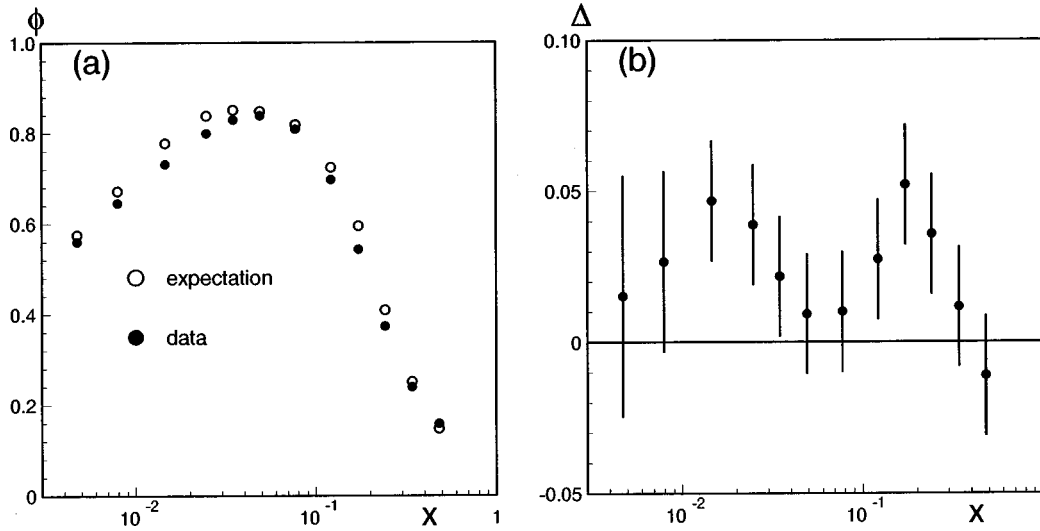 ϕ
(a)
1.0
0.8
0.6
0.4
0.2
0
expectation
data
10⁻²
10⁻¹
X
1
Δ
(b)
0.10
0.05
0
-0.05
10⁻²
10⁻¹
X